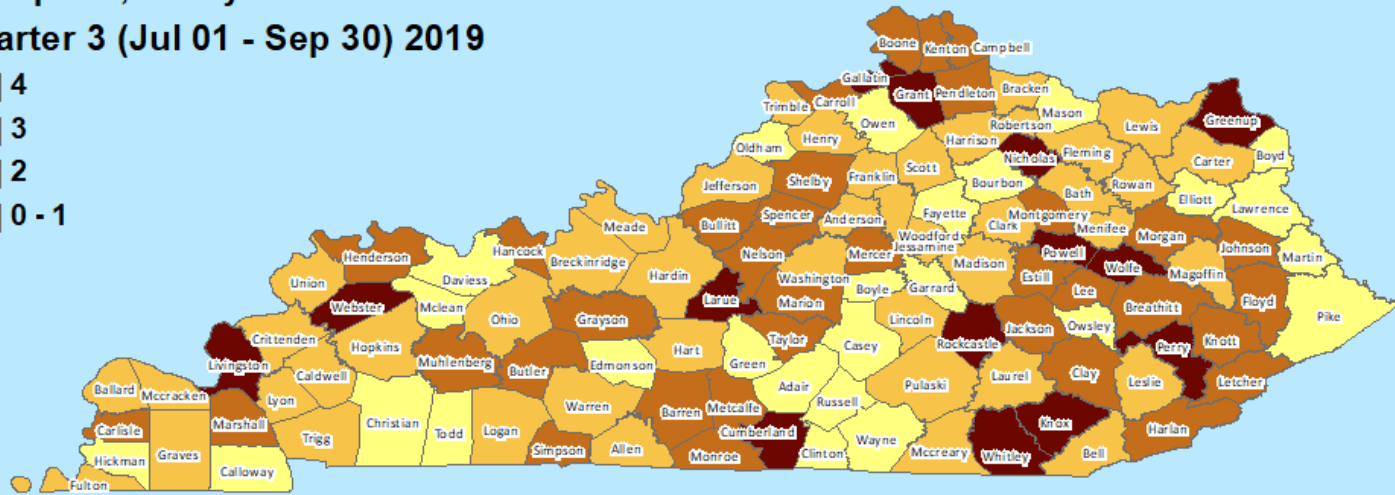 arter 3 (Jul 01 - Sep 30) 2019
4
3
2
0 - 1
Boone
Kenton
Campbell
Gallatin
Grant
Pendleton
Bracken
Trimble
Carroll
Owen
Mason
Robertson
Lewis
Greenup
Oldham
Henry
Harrison
Nicholas
Fleming
Carter
Boyd
Jefferson
Shelby
Franklin
Scott
Bourbon
Bath
Rowan
Elliott
Lawrence
Bullitt
Spencer
Anderson
Fayette
Clark
Montgomery
Menifee
Morgan
Meade
Woodford
Jessamine
Johnson
Martin
Henderson
Hancock
Breckinridge
Nelson
Mercer
Powell
Wolfe
Magoffin
Union
Daviess
Hardin
Washington
Madison
Estill
Lee
Floyd
Pike
Webster
Mclean
Larue
Marion
Boyle
Garrard
Breathitt
Ohio
Grayson
Lincoln
Rockcastle
Jackson
Owsley
Knott
Crittenden
Hopkins
Taylor
Casey
Perry
Livingston
Muhlenberg
Butler
Edmonson
Hart
Green
Clay
Leslie
Letcher
Ballard
Mccracken
Caldwell
Lyon
Adair
Pulaski
Laurel
Warren
Barren
Metcalfe
Russell
Knox
Carlisle
Marshall
Christian
Todd
Logan
Cumberland
Harlan
Graves
Trigg
Simpson
Allen
Monroe
Clinton
Wayne
Mccreary
Whitley
Bell
Hickman
Calloway
Fulton